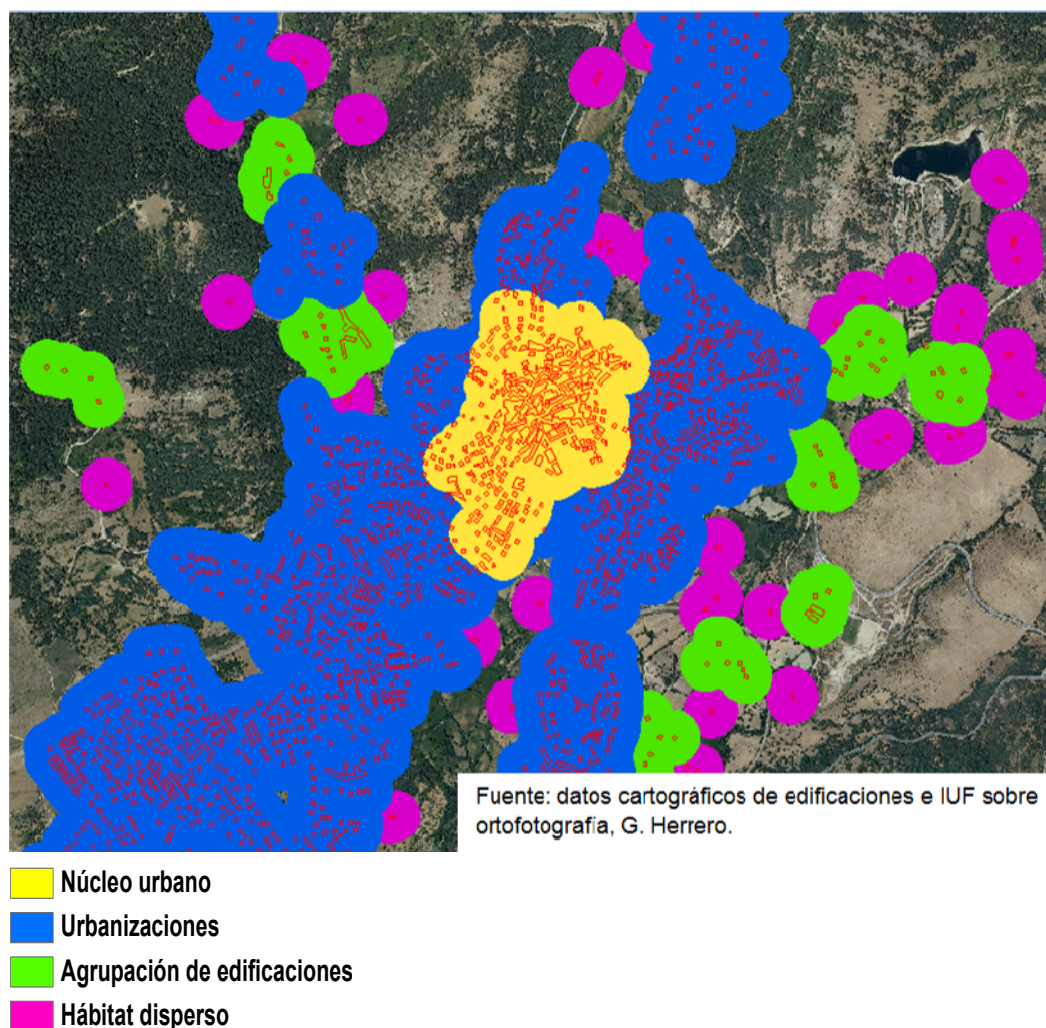 Fuente: datos cartográficos de edificaciones e IUF sobre
ortofotografía, G. Herrero.
Núcleo urbano
Urbanizaciones
Agrupación de edificaciones
Hábitat disperso